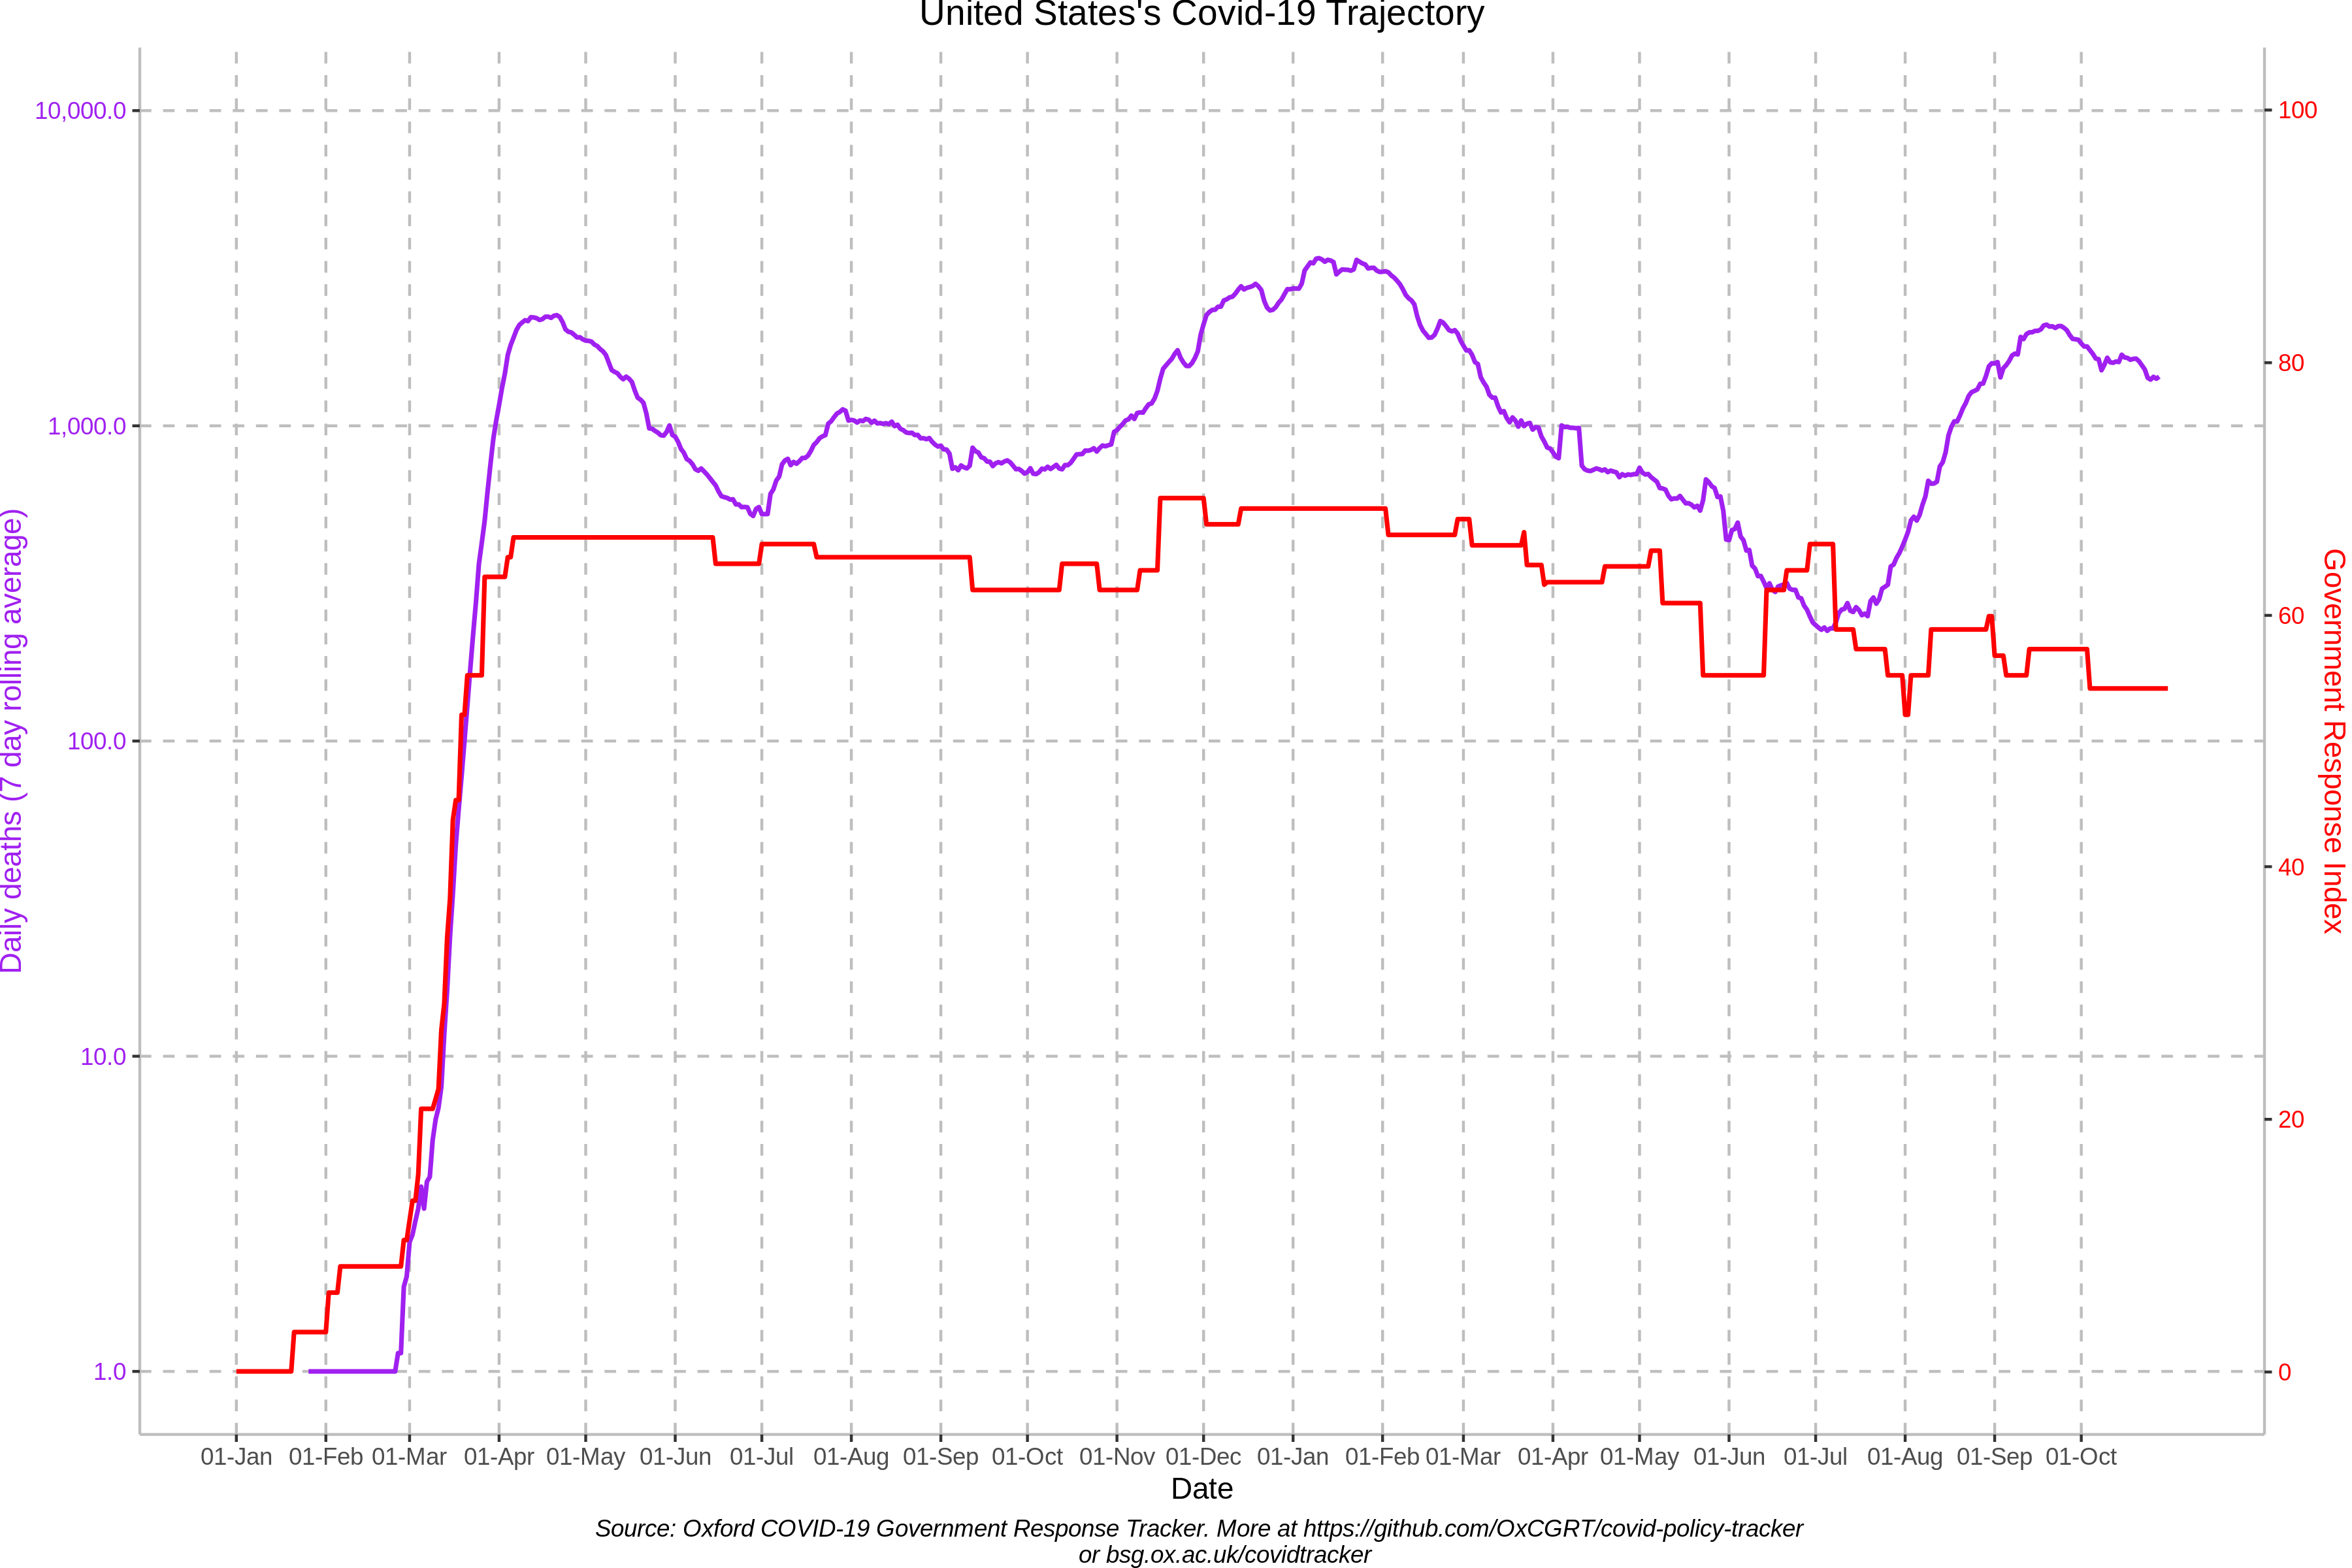 United States's Covid-19 Trajectory
10,000.0
1,000.0
100.0
10.0
1.0
Daily deaths (7 day rolling average)
100
80
60
40
20
0
Government Response Index
01-Jan 01-Feb 01-Mar 01-Apr 01-May 01-Jun 01-Jul 01-Aug 01-Sep 01-Oct 01-Nov 01-Dec 01-Jan 01-Feb 01-Mar 01-Apr 01-May 01-Jun 01-Jul 01-Aug 01-Sep 01-Oct
Date
Source: Oxford COVID-19 Government Response Tracker. More at https://github.com/OxCGRT/covid-policy-tracker
or bsg.ox.ac.uk/covidtracker